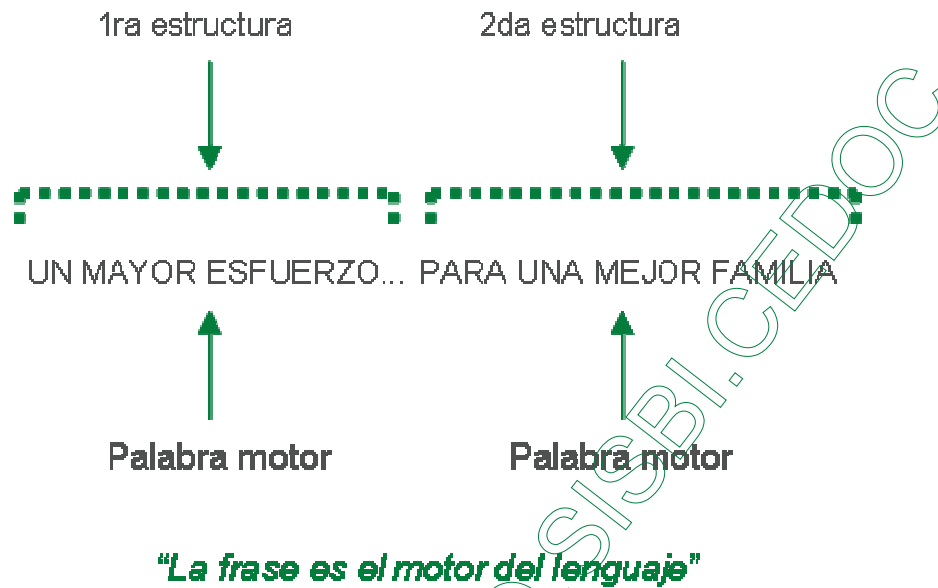 1ra estructura 2da estructura
UN MAYOR ESFUERZO... PARA UNA MEJOR FAMILIA
Palabra motor Palabra motor
“La frase es el motor del lenguaje”
SISBI.CEDOC